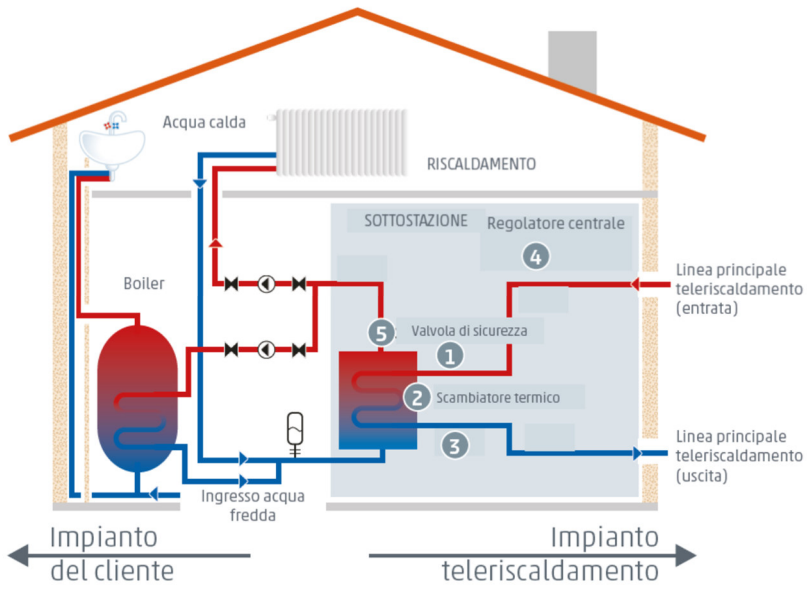 Acqua calda
RISCALDAMENTO
SOTTOSTAZIONE
Regolatore centrale
4
Linea principale
teleriscaldamento
(entrata)
Boiler
5
Valvola di sicurezza
1
2
Scambiatore termico
3
Linea principale
teleriscaldamento
(uscita)
Ingresso acqua
fredda
Impianto
del cliente
Impianto
teleriscaldamento